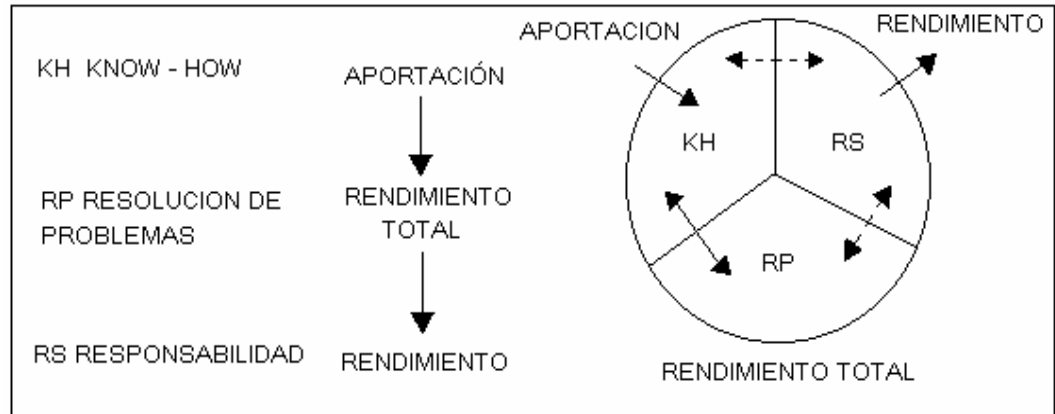 KH KNOW - HOW
RP RESOLUCION DE
PROBLEMAS
RS RESPONSABILIDAD
APORTACIÓN
RENDIMIENTO
TOTAL
RENDIMIENTO
APORTACION
RENDIMIENTO
KH
RS
RP
RENDIMIENTO TOTAL